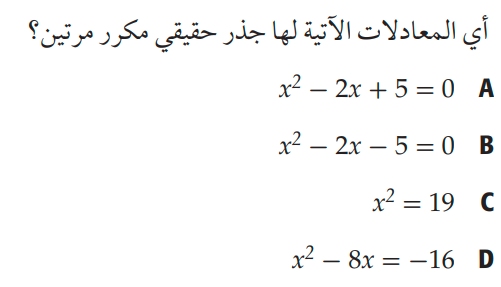 أي المعادلات الآتية لها جذر حقيقي مكرر مرتين؟
A x² – 2x + 5 = 0
B x² – 2x – 5 = 0
C x² = 19
D x² – 8x = –16